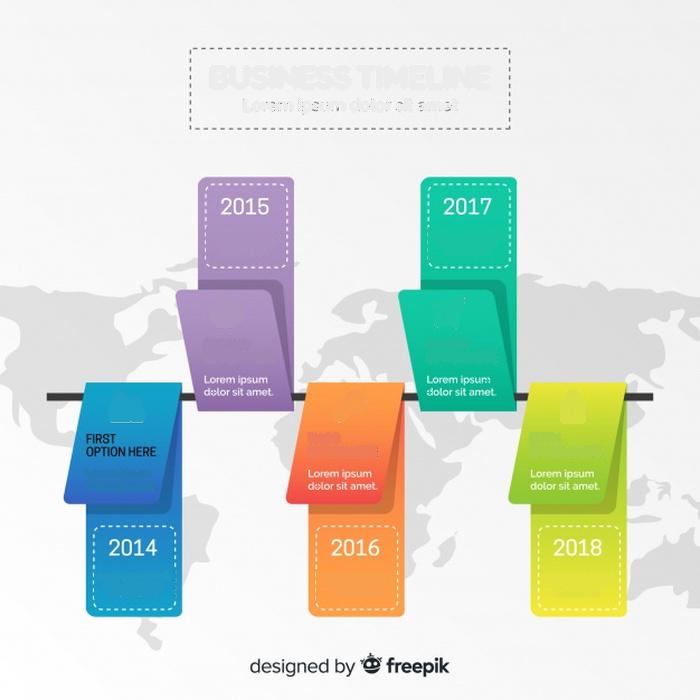 BUSINESS TIMELINE
Lorem ipsum dolor sit amet
2015
2017
Lorem ipsum
dolor sit amet.
Lorem ipsum
dolor sit amet.
FIRST
OPTION HERE
Lorem ipsum
dolor sit amet.
Lorem ipsum
dolor sit amet.
2014
2016
2018
designed by freepik